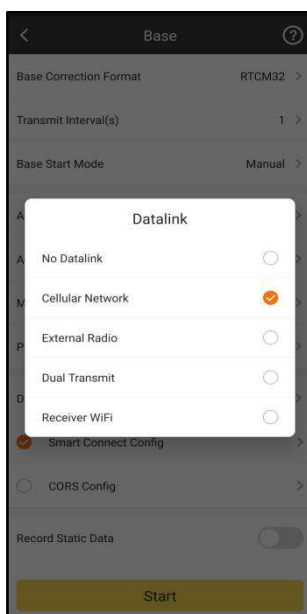 Base ?
Base Correction Format RTCM32
Transmit Interval(s) 1
Base Start Mode Manual
A
Datalink
A
No Datalink
Cellular Network
M
External Radio
P
Dual Transmit
D
Receiver WiFi
Smart Connect Config
CORS Config
Record Static Data
Start